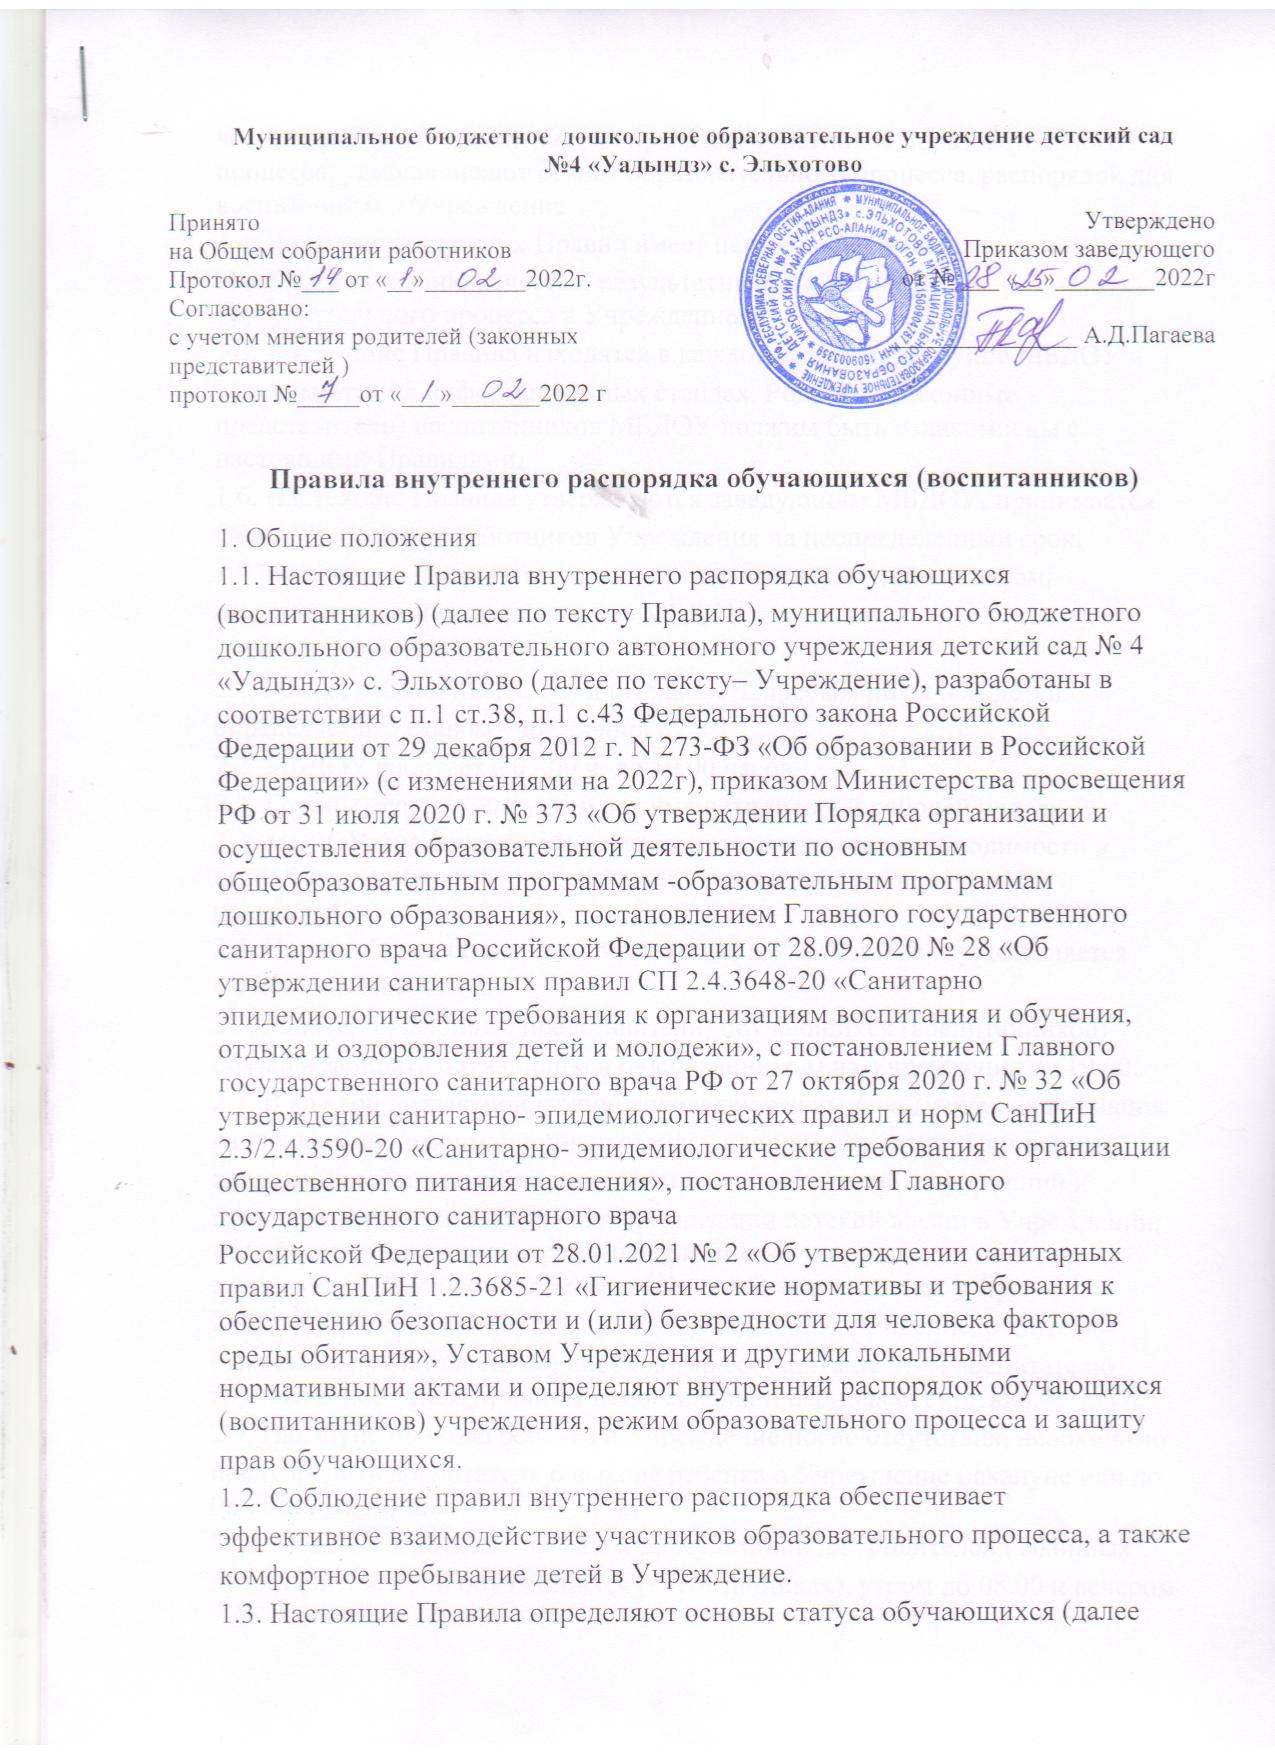 Муниципальное бюджетное дошкольное образовательное учреждение детский сад
№4 «Уадындз» с. Эльхотово
Принято
на Общем собрании работников
Протокол № 14 от « 1 » 02 2022г.
Согласовано:
с учетом мнения родителей (законных
представителей )
протокол № 7 от « 1 » 02 2022 г
Утверждено
Приказом заведующего
от № 28 «15» 02 2022г
А.Д.Пагаева
Правила внутреннего распорядка обучающихся (воспитанников)
1. Общие положения
1.1. Настоящие Правила внутреннего распорядка обучающихся
(воспитанников) (далее по тексту Правила), муниципального бюджетного
дошкольного образовательного автономного учреждения детский сад № 4
«Уадындз» с. Эльхотово (далее по тексту– Учреждение), разработаны в
соответствии с п.1 ст.38, п.1 с.43 Федерального закона Российской
Федерации от 29 декабря 2012 г. N 273-ФЗ «Об образовании в Российской
Федерации» (с изменениями на 2022г), приказом Министерства просвещения
РФ от 31 июля 2020 г. № 373 «Об утверждении Порядка организации и
осуществления образовательной деятельности по основным
общеобразовательным программам -образовательным программам
дошкольного образования», постановлением Главного государственного
санитарного врача Российской Федерации от 28.09.2020 № 28 «Об
утверждении санитарных правил СП 2.4.3648-20 «Санитарно
эпидемиологические требования к организациям воспитания и обучения,
отдыха и оздоровления детей и молодежи», с постановлением Главного
государственного санитарного врача РФ от 27 октября 2020 г. № 32 «Об
утверждении санитарно- эпидемиологических правил и норм СанПиН
2.3/2.4.3590-20 «Санитарно- эпидемиологические требования к организации
общественного питания населения», постановлением Главного
государственного санитарного врача
Российской Федерации от 28.01.2021 № 2 «Об утверждении санитарных
правил СанПиН 1.2.3685-21 «Гигиенические нормативы и требования к
обеспечению безопасности и (или) безвредности для человека факторов
среды обитания», Уставом Учреждения и другими локальными
нормативными актами и определяют внутренний распорядок обучающихся
(воспитанников) учреждения, режим образовательного процесса и защиту
прав обучающихся.
1.2. Соблюдение правил внутреннего распорядка обеспечивает
эффективное взаимодействие участников образовательного процесса, а также
комфортное пребывание детей в Учреждение.
1.3. Настоящие Правила определяют основы статуса обучающихся (далее